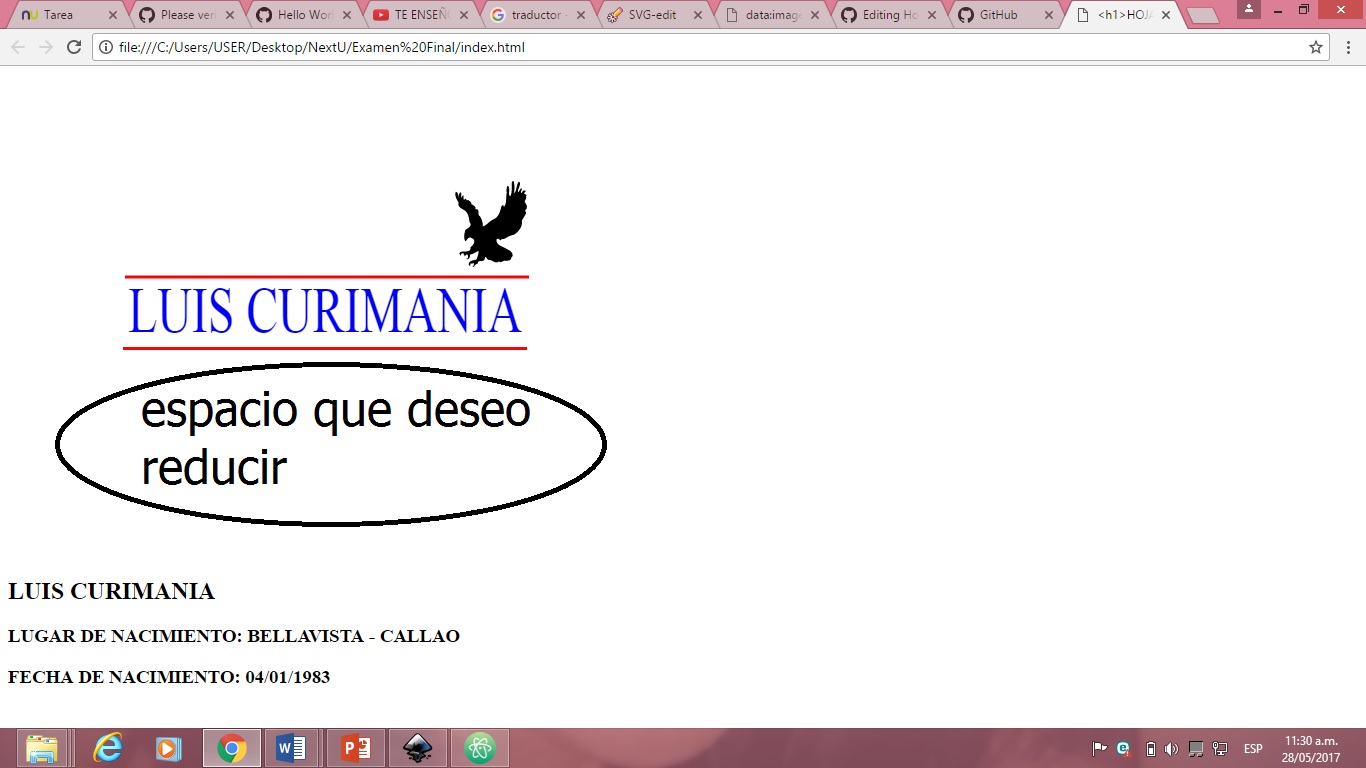 Tarea
Please ver
Hello Wor
TE ENSEÑ
traductor -
SVG-edit
data:image
Editing Ho
GitHub
<h1>HOJA
file:///C:/Users/USER/Desktop/NextU/Examen%20Final/index.html
LUIS CURIMANIA
espacio que deseo
reducir
LUIS CURIMANIA
LUGAR DE NACIMIENTO: BELLAVISTA - CALLAO
FECHA DE NACIMIENTO: 04/01/1983
ESP
11:30 a.m.
28/05/2017